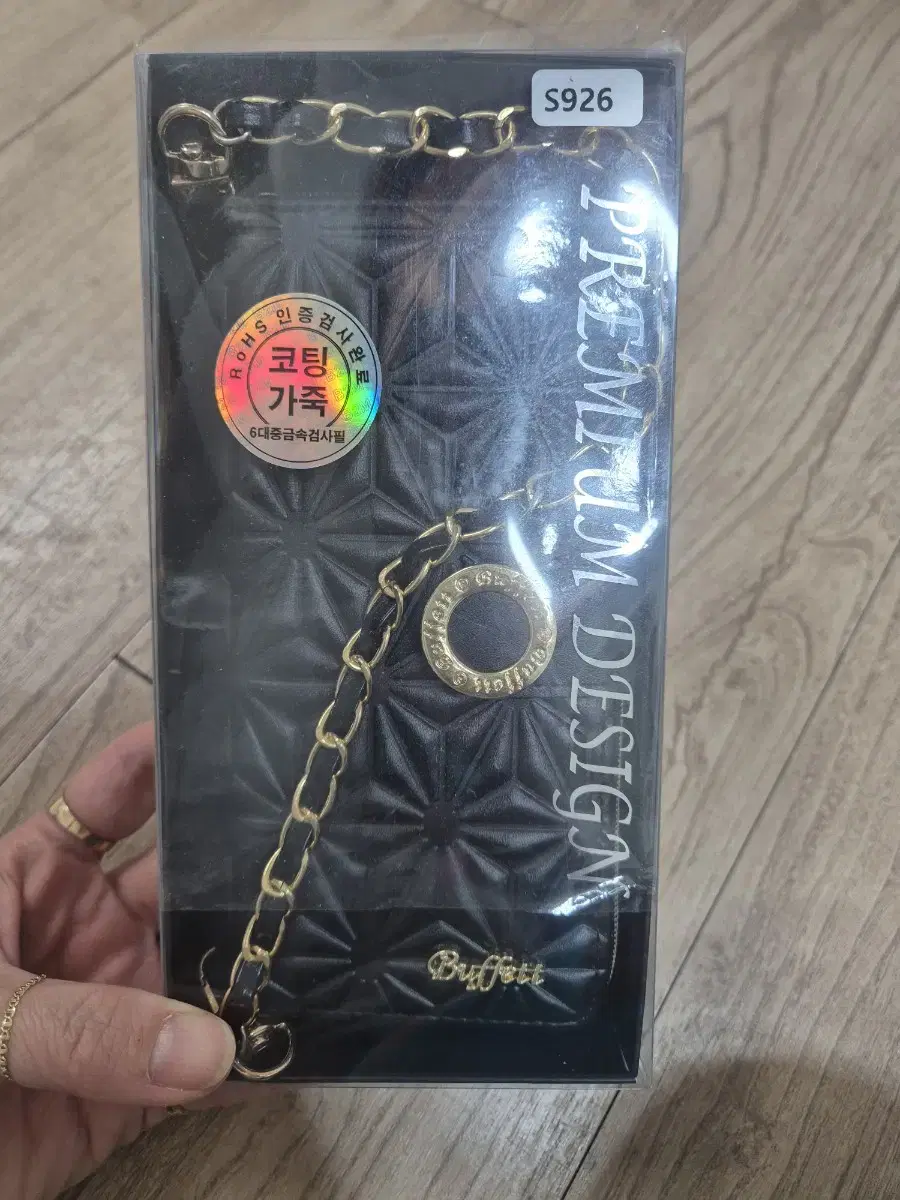 S926
PREMIUM DESIGN
RoHS 인증검사완료
코팅
가죽
6대중금속검사필
Buffett
Buffett